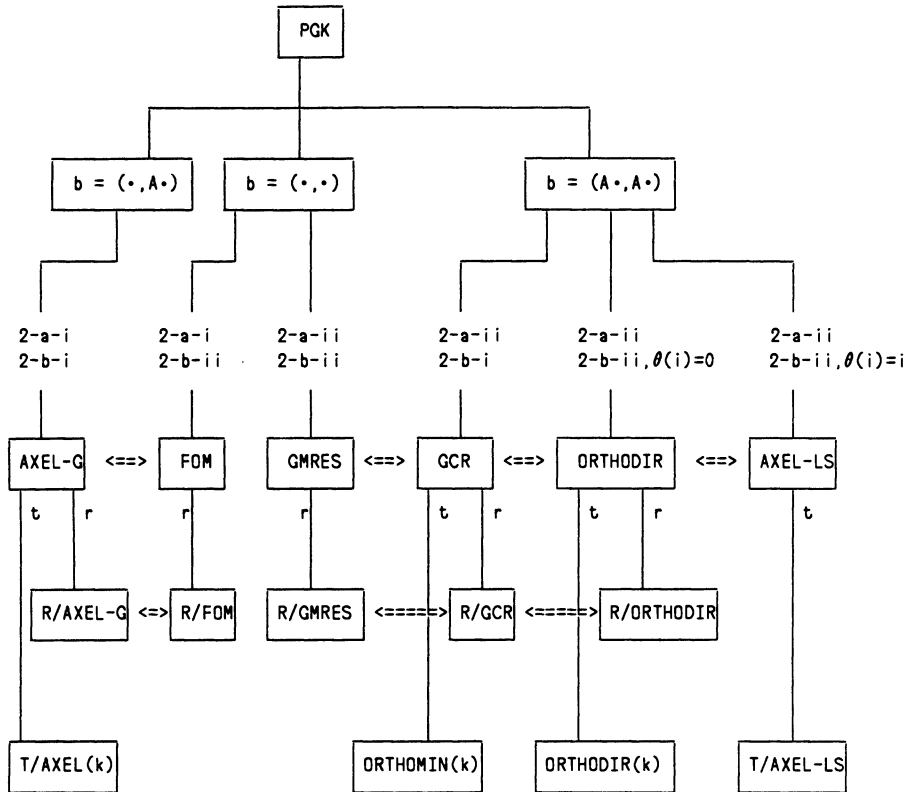 PGK
b = (•,A•) b = (•,•) b = (A•,A•)
2-a-i 2-a-i 2-a-ii 2-a-ii 2-a-ii 2-a-ii
2-b-i 2-b-ii 2-b-ii 2-b-i 2-b-ii,θ(i)=0 2-b-ii,θ(i)=i
AXEL-G <==> FOM GMRES <==> GCR <==> ORTHODIR <==> AXEL-LS
t r r r t r t r t
R/AXEL-G <=> R/FOM R/GMRES <=====> R/GCR <=====> R/ORTHODIR
T/AXEL(k) ORTHOMIN(k) ORTHODIR(k) T/AXEL-LS